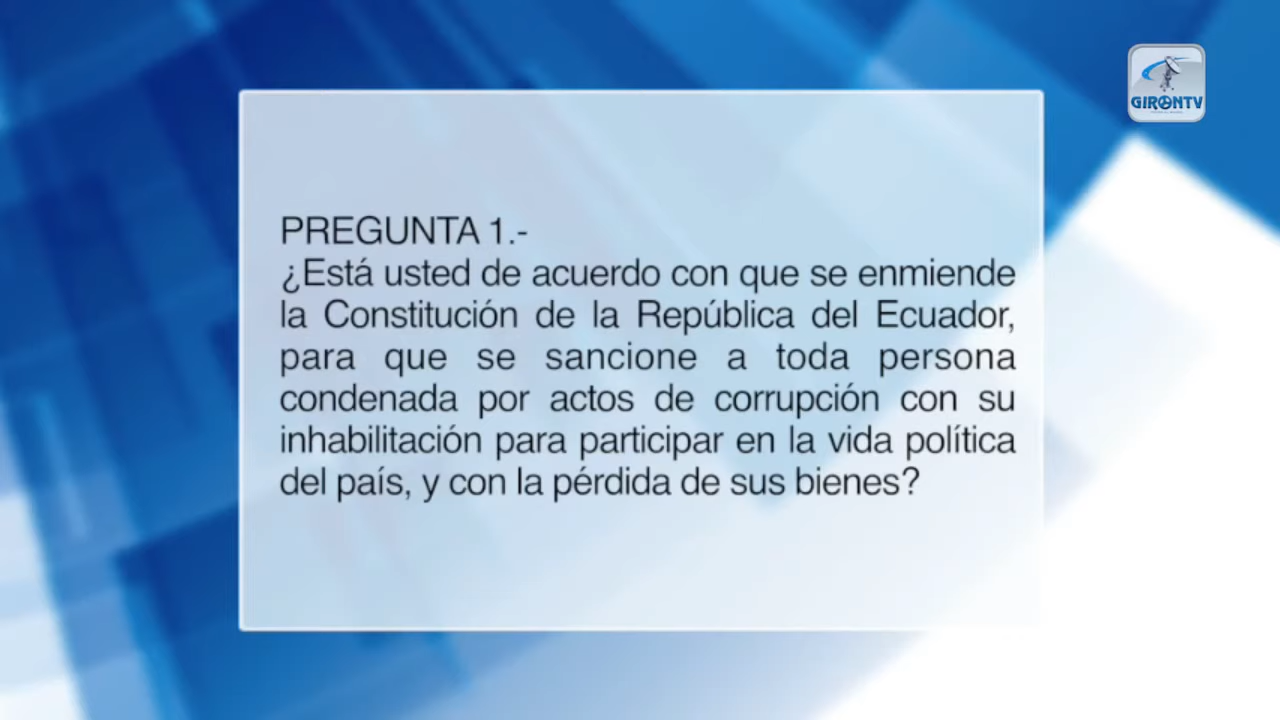 GIRONTV
PREGUNTA 1.-
¿Está usted de acuerdo con que se enmiende
la Constitución de la República del Ecuador,
para que se sancione a toda persona
condenada por actos de corrupción con su
inhabilitación para participar en la vida política
del país, y con la pérdida de sus bienes?